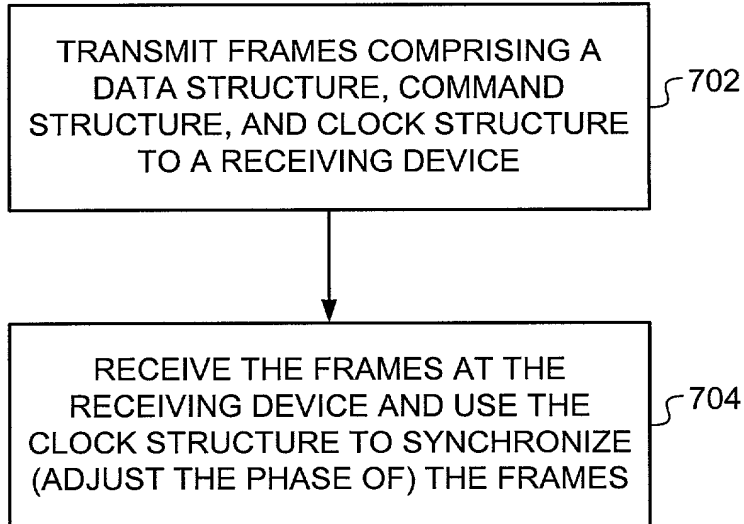 TRANSMIT FRAMES COMPRISING A
DATA STRUCTURE, COMMAND
STRUCTURE, AND CLOCK STRUCTURE
TO A RECEIVING DEVICE
702
RECEIVE THE FRAMES AT THE
RECEIVING DEVICE AND USE THE
CLOCK STRUCTURE TO SYNCHRONIZE
(ADJUST THE PHASE OF) THE FRAMES
704